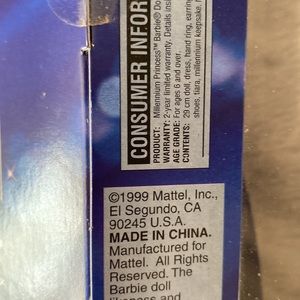 CONSUMER INFOR
PRODUCT: Millennium Princess™ Barbie® Do
WARRANTY: 2-year limited warranty. Details insi
AGE GRADE: For ages 6 and over.
CONTENTS: 29 cm doll, dress, hand ring, earring
shoes, tiara, millennium keepsake,
©1999 Mattel, Inc.,
El Segundo, CA
90245 U.S.A.
MADE IN CHINA.
Manufactured for
Mattel. All Rights
Reserved. The
Barbie doll
likeness and